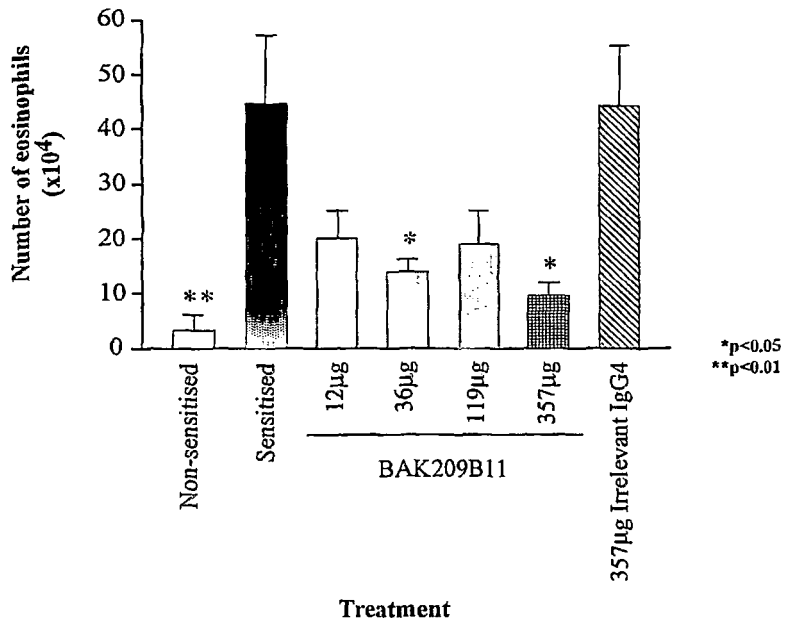 Number of eosinophils
(x10⁴)
60
50
40
30
20
10
0
**
*
*
*p<0.05
**p<0.01
Non-sensitised
Sensitised
12µg
36µg
119µg
357µg
357µg Irrelevant IgG4
BAK209B11
Treatment